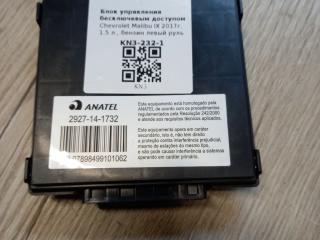 Блок управления
бесключевым доступом
Chevrolet Malibu IX 2017г.
1.5 л., бензин левый руль
KN3-232-1
KN3
ANATEL
2927-14-1732
Este equipamento está homologado pela
ANATEL de acordo com os procedimentos
regulamentados pela Resolução 242/2000
e atende aos requisitos técnicos aplicados.
Este equipamento opera em caráter
secundário, isto é, não tem direito
a proteção contra interferência prejudicial,
mesmo de estações do mesmo tipo,
e não pode causar interferência a sistemas
operando em caráter primário.
07898499101062